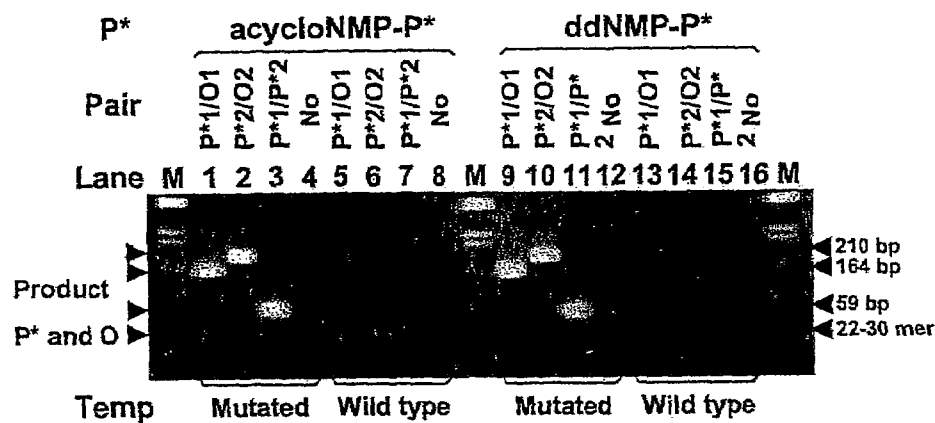 P* acycloNMP-P* ddNMP-P*
Pair P*1/O1 P*2/O2 P*1/P*2 No P*1/O1 P*2/O2 P*1/P*2 No P*1/O1 P*2/O2 P*1/P* 2 No P*1/O1 P*2/O2 P*1/P* 2 No
Lane M 1 2 3 4 5 6 7 8 M 9 10 11 12 13 14 15 16 M
210 bp
164 bp
Product
59 bp
P* and O 22-30 mer
Temp Mutated Wild type Mutated Wild type